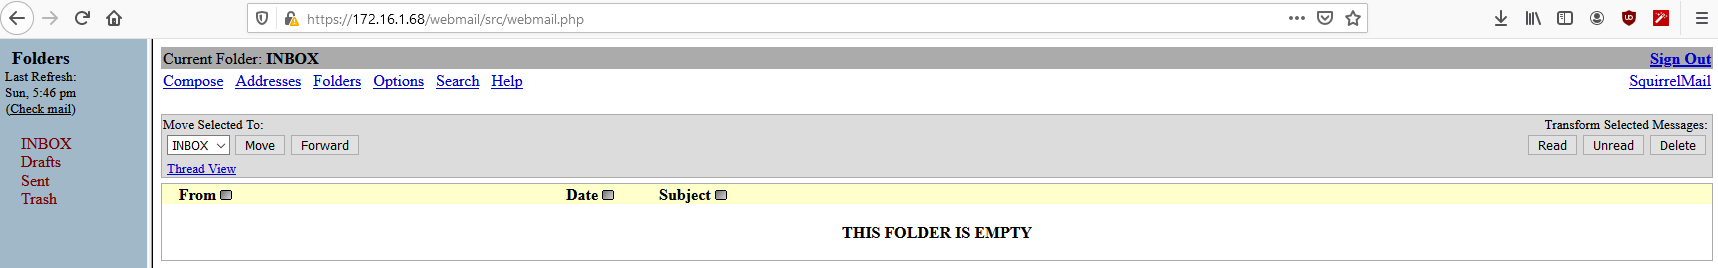 https://172.16.1.68/webmail/src/webmail.php
Folders
Last Refresh:
Sun, 5:46 pm
(Check mail)
INBOX
Drafts
Sent
Trash
Current Folder: INBOX Sign Out
Compose Addresses Folders Options Search Help SquirrelMail
Move Selected To: Transform Selected Messages:
INBOX Move Forward Read Unread Delete
Thread View
From Date Subject
THIS FOLDER IS EMPTY